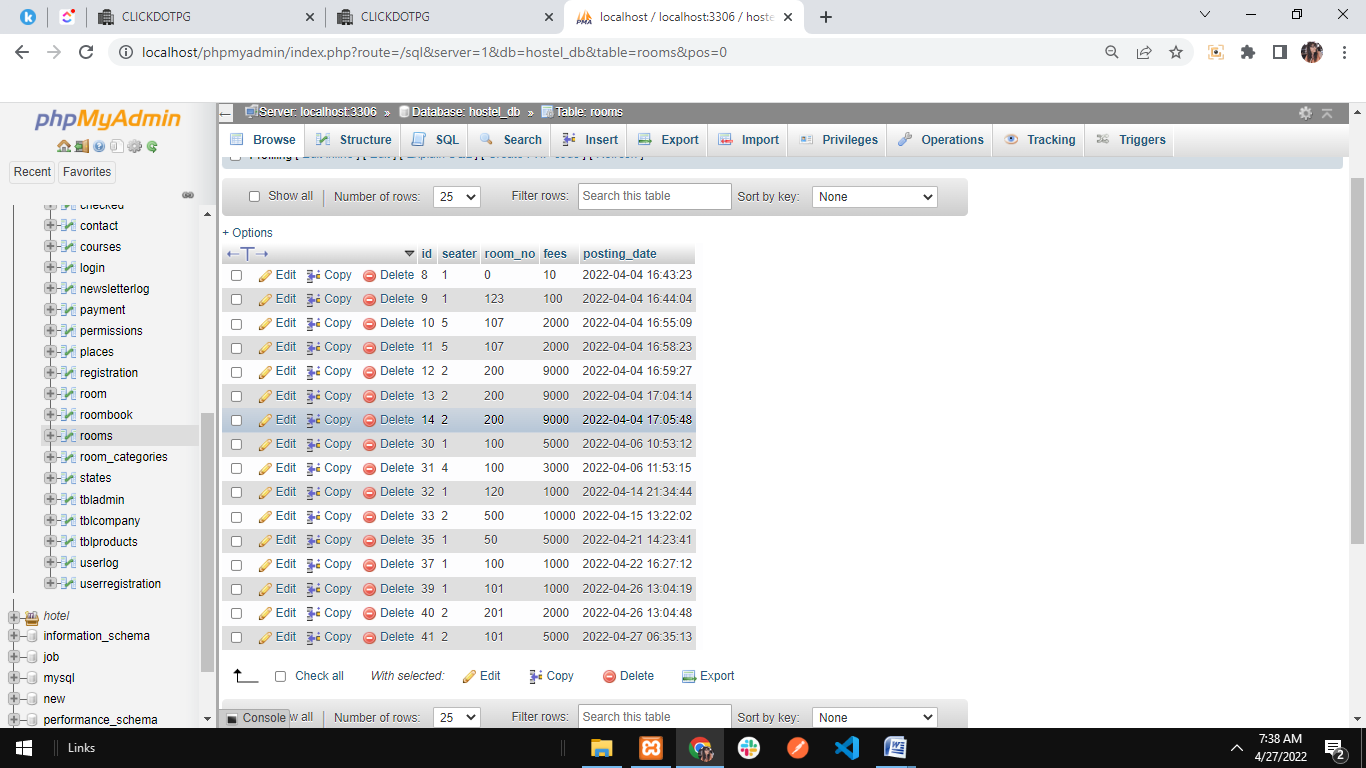 CLICKDOTPG
CLICKDOTPG
localhost / localhost:3306 / hoste
localhost/phpmyadmin/index.php?route=/sql&server=1&db=hostel_db&table=rooms&pos=0
phpMyAdmin
Recent Favorites
checked
contact
courses
login
newsletterlog
payment
permissions
places
registration
room
roombook
rooms
room_categories
states
tbladmin
tblcompany
tblproducts
userlog
userregistration
hotel
information_schema
job
mysql
new
performance_schema
Server: localhost:3306 » Database: hostel_db » Table: rooms
Browse Structure SQL Search Insert Export Import Privileges Operations Tracking Triggers
Show all Number of rows: 25 Filter rows: Search this table Sort by key: None
+ Options
←T→ id seater room_no fees posting_date
Edit Copy Delete 8 1 0 10 2022-04-04 16:43:23
Edit Copy Delete 9 1 123 100 2022-04-04 16:44:04
Edit Copy Delete 10 5 107 2000 2022-04-04 16:55:09
Edit Copy Delete 11 5 107 2000 2022-04-04 16:58:23
Edit Copy Delete 12 2 200 9000 2022-04-04 16:59:27
Edit Copy Delete 13 2 200 9000 2022-04-04 17:04:14
Edit Copy Delete 14 2 200 9000 2022-04-04 17:05:48
Edit Copy Delete 30 1 100 5000 2022-04-06 10:53:12
Edit Copy Delete 31 4 100 3000 2022-04-06 11:53:15
Edit Copy Delete 32 1 120 1000 2022-04-14 21:34:44
Edit Copy Delete 33 2 500 10000 2022-04-15 13:22:02
Edit Copy Delete 35 1 50 5000 2022-04-21 14:23:41
Edit Copy Delete 37 1 100 1000 2022-04-22 16:27:12
Edit Copy Delete 39 1 101 1000 2022-04-26 13:04:19
Edit Copy Delete 40 2 201 2000 2022-04-26 13:04:48
Edit Copy Delete 41 2 101 5000 2022-04-27 06:35:13
Check all With selected: Edit Copy Delete Export
Console w all Number of rows: 25 Filter rows: Search this table Sort by key: None
Links
7:38 AM
4/27/2022
2